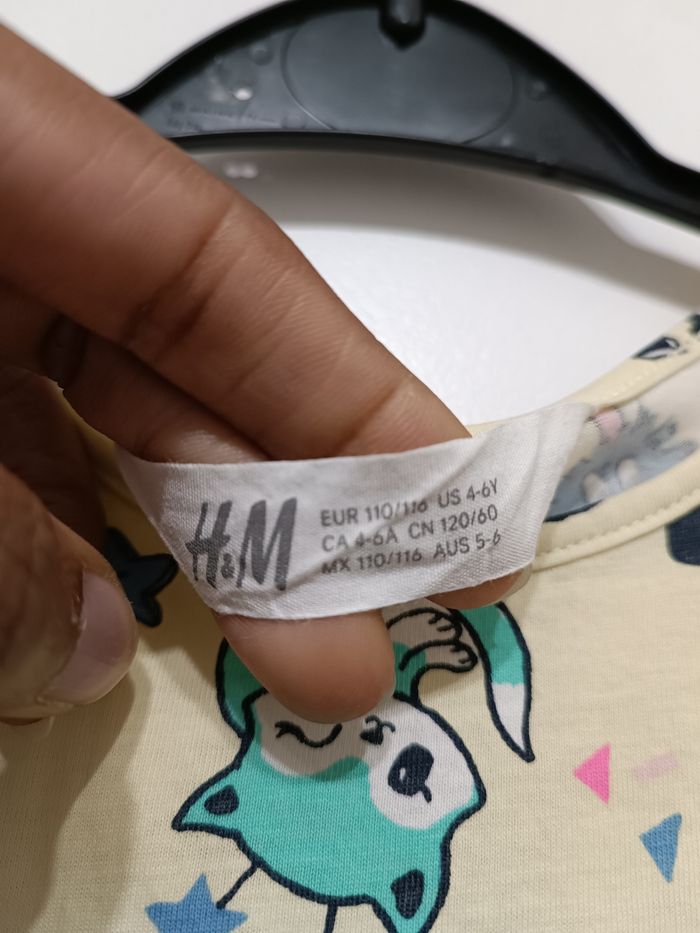 H&M
EUR 110/116 US 4-6Y
CA 4-6A CN 120/60
MX 110/116 AUS 5-6